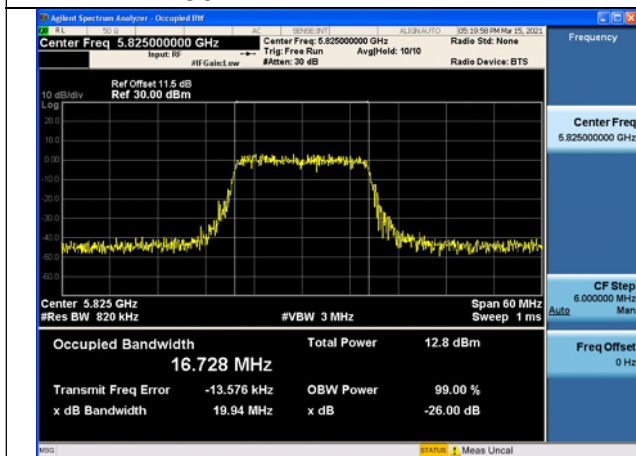 Agilent Spectrum Analyzer - Occupied BW
RL 50 Ω AC SENSE:INT ALIGN AUTO 05:19:58 PM Mar 15, 2021
Center Freq 5.825000000 GHz Center Freq: 5.825000000 GHz Radio Std: None Frequency
Input: RF Trig: Free Run Avg|Hold: 10/10
#IFGain:Low #Atten: 30 dB Radio Device: BTS
Ref Offset 11.5 dB
10 dB/div Ref 30.00 dBm
Log
20.0
10.0
0.00
-10.0
-20.0
-30.0
-40.0
-50.0
-60.0
Center Freq
5.825000000 GHz
Center 5.825 GHz Span 60 MHz
#Res BW 820 kHz #VBW 3 MHz Sweep 1 ms
CF Step
6.000000 MHz
Auto Man
Occupied Bandwidth Total Power 12.8 dBm
16.728 MHz
Transmit Freq Error -13.576 kHz OBW Power 99.00 %
x dB Bandwidth 19.94 MHz x dB -26.00 dB
Freq Offset
0 Hz
MSG STATUS Meas Uncal